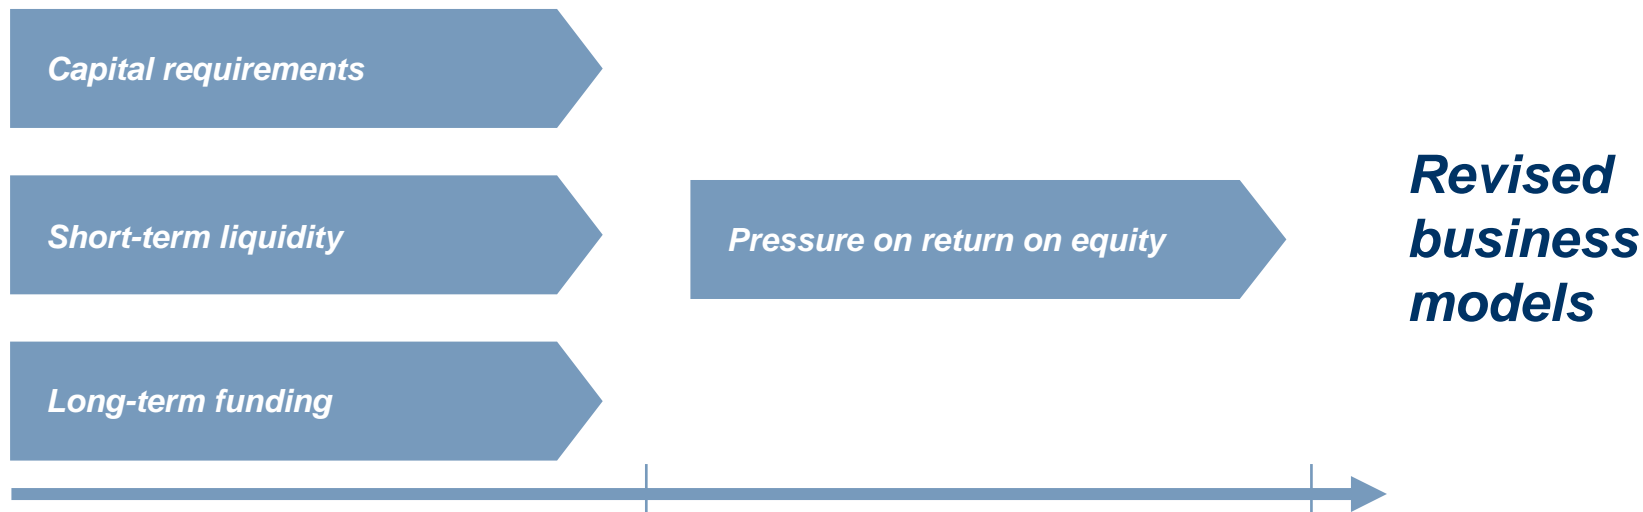 Capital requirements
Short-term liquidity
Long-term funding
Pressure on return on equity
Revised
business
models